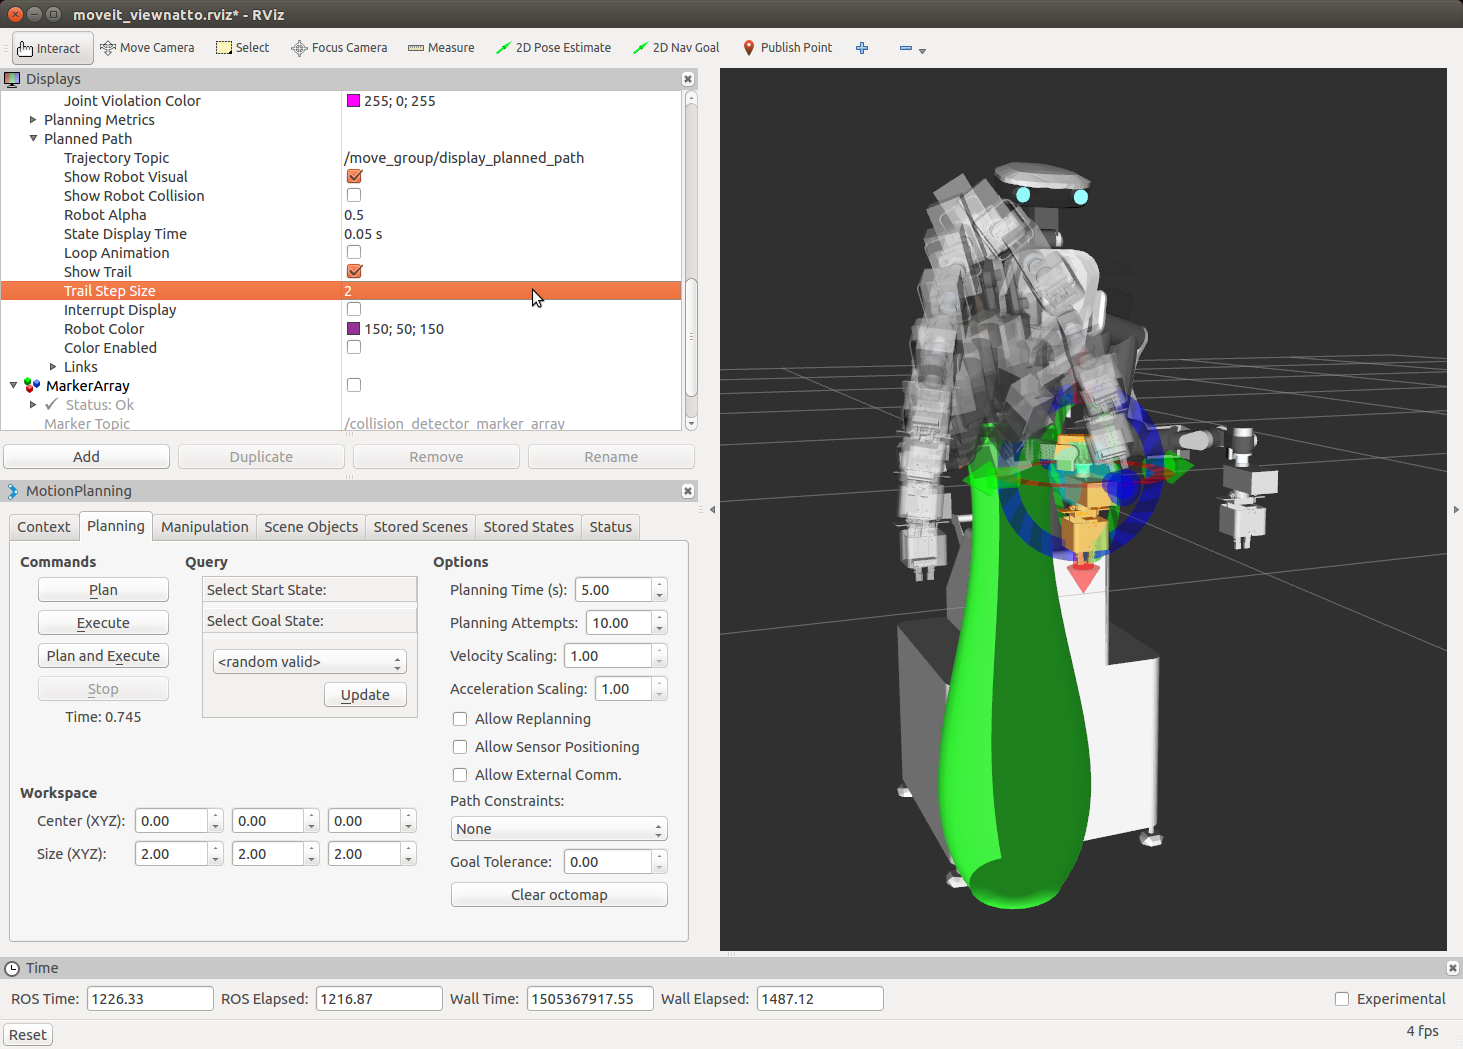 moveit_viewnatto.rviz* - RViz
Interact Move Camera Select Focus Camera Measure 2D Pose Estimate 2D Nav Goal Publish Point
Displays
Joint Violation Color 255; 0; 255
Planning Metrics
Planned Path
Trajectory Topic /move_group/display_planned_path
Show Robot Visual
Show Robot Collision
Robot Alpha 0.5
State Display Time 0.05 s
Loop Animation
Show Trail
Trail Step Size 2
Interrupt Display
Robot Color 150; 50; 150
Color Enabled
Links
MarkerArray
Status: Ok
Marker Topic /collision_detector_marker_array
Add Duplicate Remove Rename
MotionPlanning
Context Planning Manipulation Scene Objects Stored Scenes Stored States Status
Commands Query Options
Plan Select Start State: Planning Time (s): 5.00
Execute Select Goal State: Planning Attempts: 10.00
Plan and Execute <random valid> Velocity Scaling: 1.00
Stop Update Acceleration Scaling: 1.00
Time: 0.745 Allow Replanning
Allow Sensor Positioning
Allow External Comm.
Workspace Path Constraints:
Center (XYZ): 0.00 0.00 0.00 None
Size (XYZ): 2.00 2.00 2.00 Goal Tolerance: 0.00
Clear octomap
Time
ROS Time: 1226.33 ROS Elapsed: 1216.87 Wall Time: 1505367917.55 Wall Elapsed: 1487.12 Experimental
Reset 4 fps